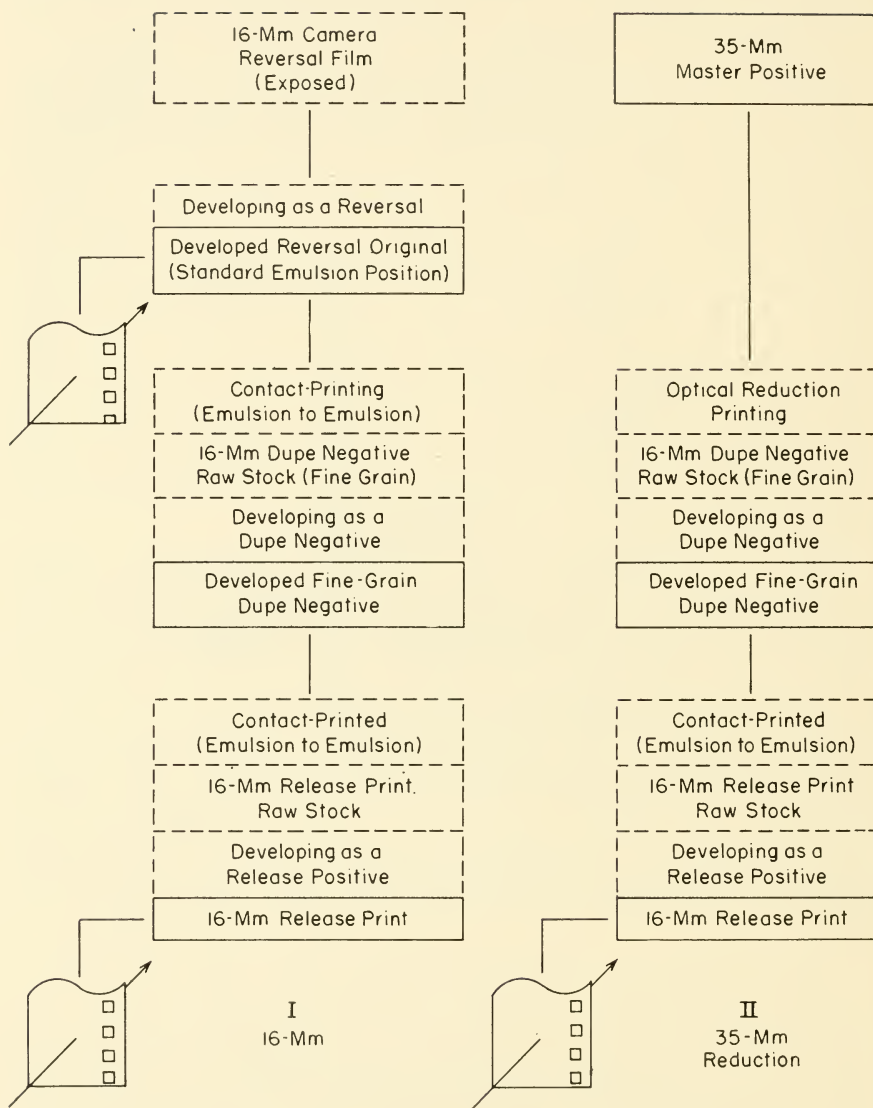 16-Mm Camera
Reversal Film
(Exposed)
Developing as a Reversal
Developed Reversal Original
(Standard Emulsion Position)
Contact-Printing
(Emulsion to Emulsion)
16-Mm Dupe Negative
Raw Stock (Fine Grain)
Developing as a
Dupe Negative
Developed Fine-Grain
Dupe Negative
Contact-Printed
(Emulsion to Emulsion)
16-Mm Release Print.
Raw Stock
Developing as a
Release Positive
16-Mm Release Print
I
16-Mm
35-Mm
Master Positive
Optical Reduction
Printing
16-Mm Dupe Negative
Raw Stock (Fine Grain)
Developing as a
Dupe Negative
Developed Fine-Grain
Dupe Negative
Contact-Printed
(Emulsion to Emulsion)
16-Mm Release Print
Raw Stock
Developing as a
Release Positive
16-Mm Release Print
II
35-Mm
Reduction